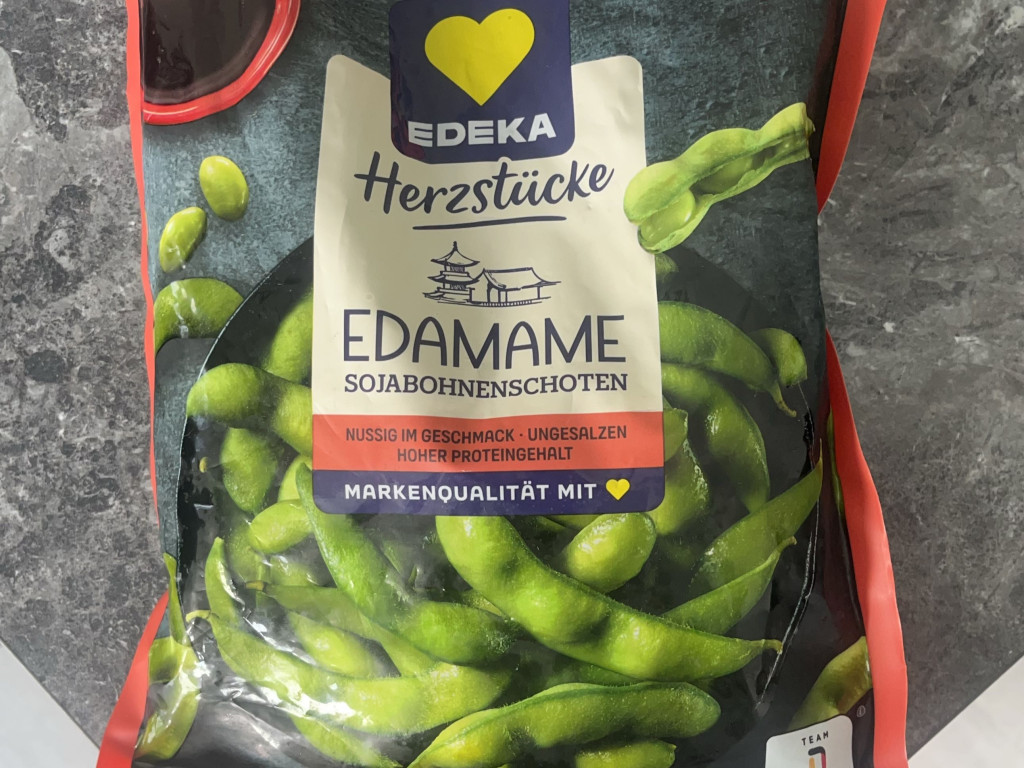 EDEKA
Herzstücke
EDAMAME
SOJABOHNENSCHOTEN
NUSSIG IM GESCHMACK · UNGESALZEN
HOHER PROTEINGEHALT
MARKENQUALITÄT MIT
TEAM